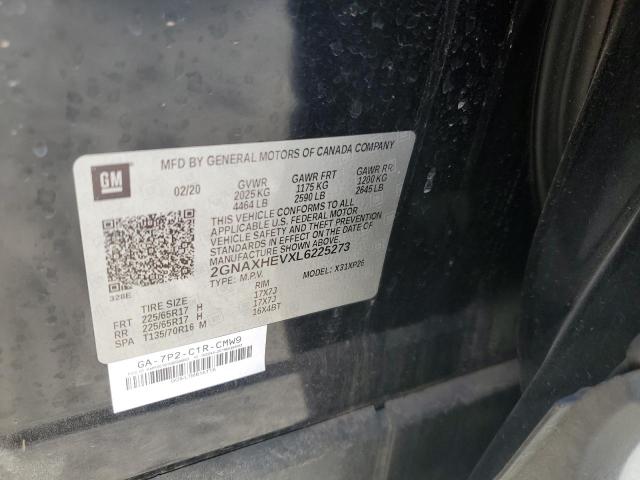 MFD BY GENERAL MOTORS OF CANADA COMPANY
GM
02/20
GVWR GAWR FRT GAWR RR
2025 KG 1175 KG 1200 KG
4464 LB 2590 LB 2645 LB
THIS VEHICLE CONFORMS TO ALL
APPLICABLE U.S. FEDERAL MOTOR
VEHICLE SAFETY AND THEFT PREVENTION
STANDARDS IN EFFECT ON THE DATE OF
MANUFACTURE SHOWN ABOVE.
2GNAXHEVXL6225273
TYPE: M.P.V. MODEL: X31XP26
328E
TIRE SIZE RIM
FRT 225/65R17 H 17X7J
RR 225/65R17 H 17X7J
SPA T135/70R16 M 16X4BT
GA-7P2-C1R-CMW9